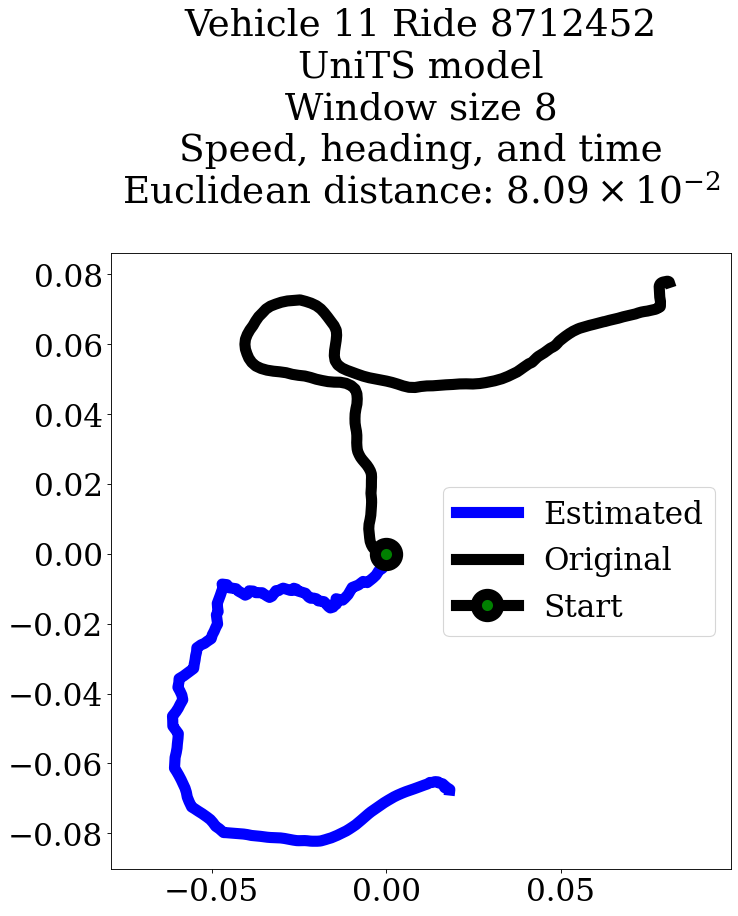 Vehicle 11 Ride 8712452
UniTS model
Window size 8
Speed, heading, and time
Euclidean distance: 8.09 × 10⁻²
0.08
0.06
0.04
0.02
0.00
−0.02
−0.04
−0.06
−0.08
Estimated
Original
Start
−0.05 0.00 0.05